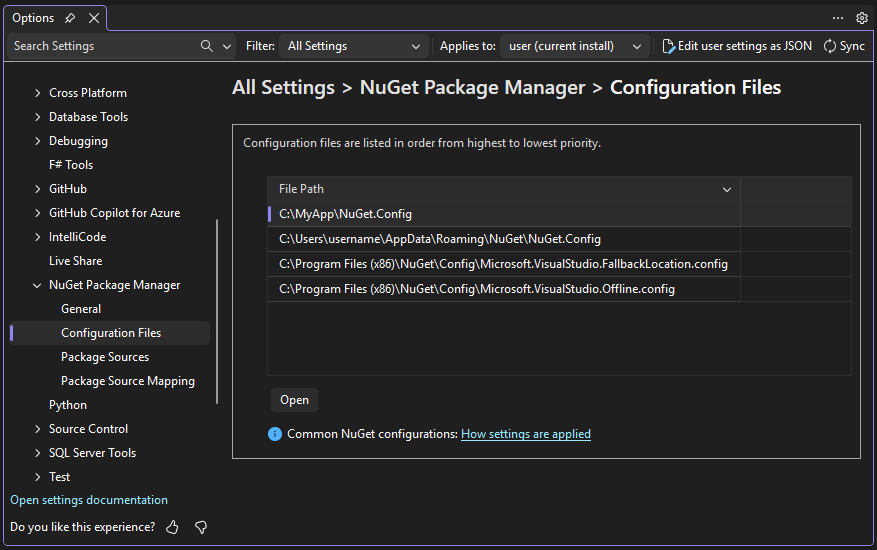 Options
Search Settings
Filter: All Settings
Applies to: user (current install)
Edit user settings as JSON
Sync
Cross Platform
Database Tools
Debugging
F# Tools
GitHub
GitHub Copilot for Azure
IntelliCode
Live Share
NuGet Package Manager
General
Configuration Files
Package Sources
Package Source Mapping
Python
Source Control
SQL Server Tools
Test
Open settings documentation
Do you like this experience?
All Settings > NuGet Package Manager > Configuration Files
Configuration files are listed in order from highest to lowest priority.
File Path
C:\MyApp\NuGet.Config
C:\Users\username\AppData\Roaming\NuGet\NuGet.Config
C:\Program Files (x86)\NuGet\Config\Microsoft.VisualStudio.FallbackLocation.config
C:\Program Files (x86)\NuGet\Config\Microsoft.VisualStudio.Offline.config
Open
Common NuGet configurations: How settings are applied